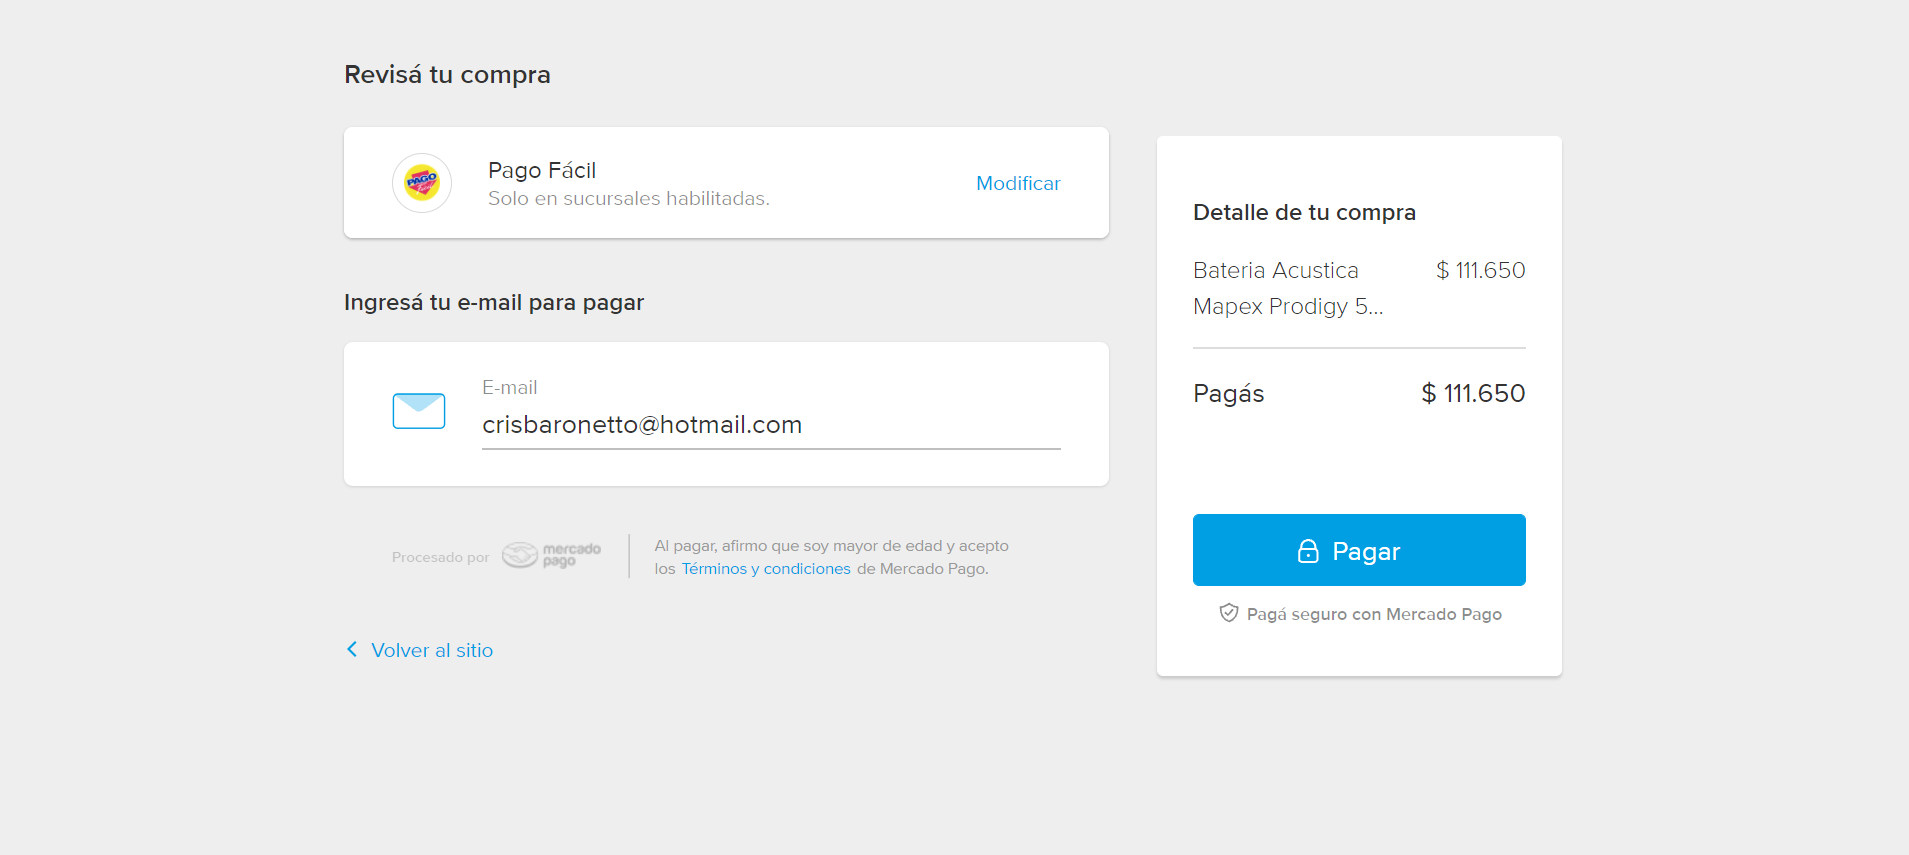 Revisá tu compra
PAGO fácil
Pago Fácil
Solo en sucursales habilitadas.
Modificar
Ingresá tu e-mail para pagar
E-mail
crisbaronetto@hotmail.com
Procesado por
mercado
pago
Al pagar, afirmo que soy mayor de edad y acepto
los Términos y condiciones de Mercado Pago.
Volver al sitio
Detalle de tu compra
Bateria Acustica $ 111.650
Mapex Prodigy 5...
Pagás $ 111.650
Pagar
Pagá seguro con Mercado Pago